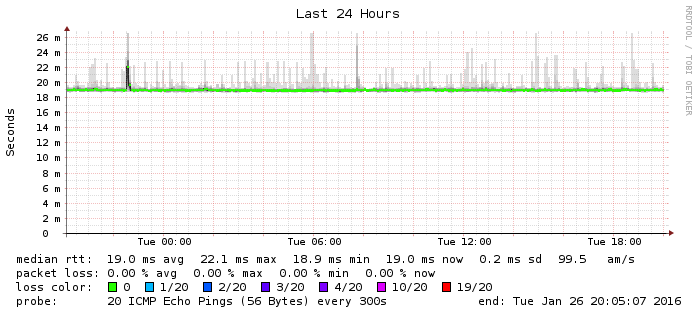 Last 24 Hours
RRDTOOL / TOBI OETIKER
Seconds
26 m
24 m
22 m
20 m
18 m
16 m
14 m
12 m
10 m
8 m
6 m
4 m
2 m
0
Tue 00:00 Tue 06:00 Tue 12:00 Tue 18:00
median rtt: 19.0 ms avg 22.1 ms max 18.9 ms min 19.0 ms now 0.2 ms sd 99.5 am/s
packet loss: 0.00 % avg 0.00 % max 0.00 % min 0.00 % now
loss color: 0 1/20 2/20 3/20 4/20 10/20 19/20
probe: 20 ICMP Echo Pings (56 Bytes) every 300s end: Tue Jan 26 20:05:07 2016